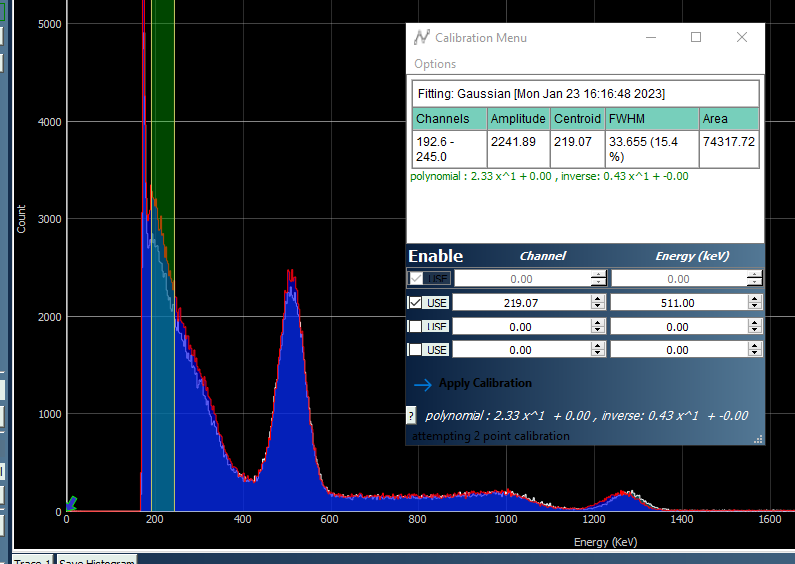 Calibration Menu
Options
Fitting: Gaussian [Mon Jan 23 16:16:48 2023]
Channels Amplitude Centroid FWHM Area
192.6 - 245.0 2241.89 219.07 33.655 (15.4 %) 74317.72
polynomial : 2.33 x^1 + 0.00 , inverse: 0.43 x^1 + -0.00
Enable Channel Energy (keV)
USE 0.00 0.00
USE 219.07 511.00
USE 0.00 0.00
USE 0.00 0.00
Apply Calibration
? polynomial : 2.33 x^1 + 0.00 , inverse: 0.43 x^1 + -0.00
attempting 2 point calibration
5000
4000
3000
2000
1000
0
Count
0 200 400 600 800 1000 1200 1400 1600
Energy (KeV)
Trace 1 Save Histogram